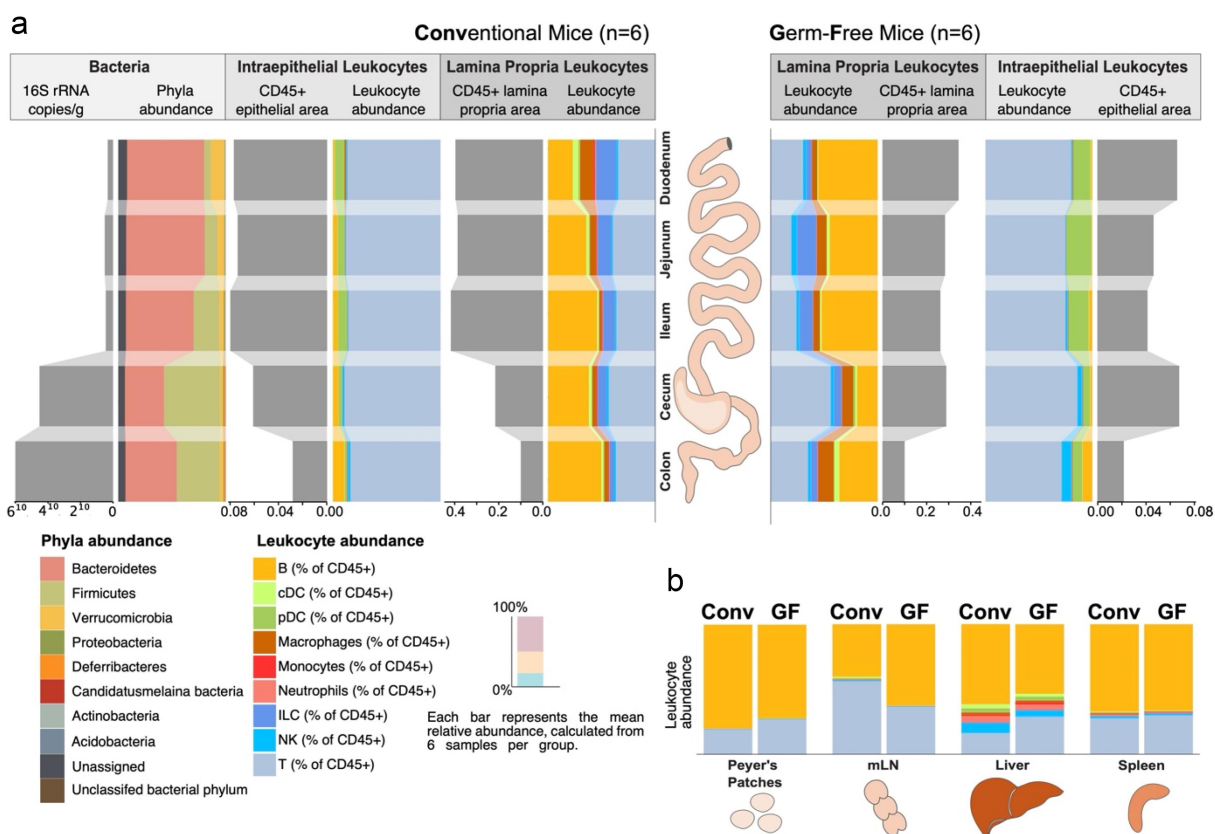 a
Conventional Mice (n=6)
Germ-Free Mice (n=6)
Bacteria
16S rRNA
copies/g
Phyla
abundance
Intraepithelial Leukocytes
CD45+
epithelial area
Leukocyte
abundance
Lamina Propria Leukocytes
CD45+ lamina
propria area
Leukocyte
abundance
Lamina Propria Leukocytes
Leukocyte
abundance
CD45+ lamina
propria area
Intraepithelial Leukocytes
Leukocyte
abundance
CD45+
epithelial area
Duodenum
Jejunum
Ileum
Cecum
Colon
6¹⁰ 4¹⁰ 2¹⁰ 0
0.08 0.04 0.00
0.4 0.2 0.0
0.0 0.2 0.4
0.00 0.04 0.08
Phyla abundance
Bacteroidetes
Firmicutes
Verrucomicrobia
Proteobacteria
Deferribacteres
Candidatusmelaina bacteria
Actinobacteria
Acidobacteria
Unassigned
Unclassifed bacterial phylum
Leukocyte abundance
B (% of CD45+)
cDC (% of CD45+)
pDC (% of CD45+)
Macrophages (% of CD45+)
Monocytes (% of CD45+)
Neutrophils (% of CD45+)
ILC (% of CD45+)
NK (% of CD45+)
T (% of CD45+)
100%
0%
Each bar represents the mean
relative abundance, calculated from
6 samples per group.
b
Conv GF
Conv GF
Conv GF
Conv GF
Leukocyte
abundance
Peyer's
Patches
mLN
Liver
Spleen